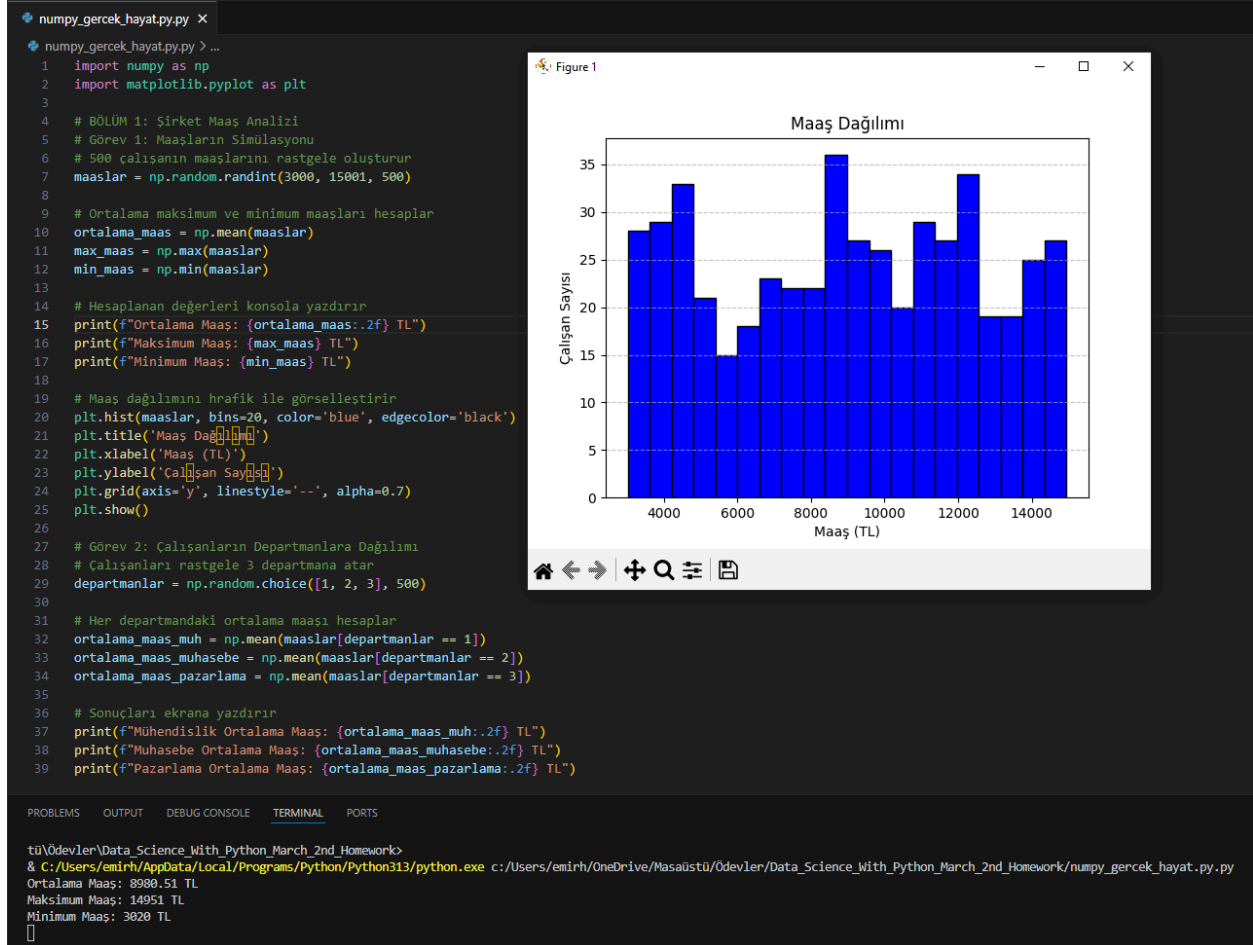 numpy_gercek_hayat.py.py
numpy_gercek_hayat.py.py > ...
1 import numpy as np
2 import matplotlib.pyplot as plt
3
4 # BÖLÜM 1: Şirket Maaş Analizi
5 # Görev 1: Maaşların Simülasyonu
6 # 500 çalışanın maaşlarını rastgele oluşturur
7 maaslar = np.random.randint(3000, 15001, 500)
8
9 # Ortalama maksimum ve minimum maaşları hesaplar
10 ortalama_maas = np.mean(maaslar)
11 max_maas = np.max(maaslar)
12 min_maas = np.min(maaslar)
13
14 # Hesaplanan değerleri konsola yazdırır
15 print(f"Ortalama Maaş: {ortalama_maas:.2f} TL")
16 print(f"Maksimum Maaş: {max_maas} TL")
17 print(f"Minimum Maaş: {min_maas} TL")
18
19 # Maaş dağılımını hrafik ile görselleştirir
20 plt.hist(maaslar, bins=20, color='blue', edgecolor='black')
21 plt.title('Maaş Dağılımı')
22 plt.xlabel('Maaş (TL)')
23 plt.ylabel('Çalışan Sayısı')
24 plt.grid(axis='y', linestyle='--', alpha=0.7)
25 plt.show()
26
27 # Görev 2: Çalışanların Departmanlara Dağılımı
28 # Çalışanları rastgele 3 departmana atar
29 departmanlar = np.random.choice([1, 2, 3], 500)
30
31 # Her departmandaki ortalama maaşı hesaplar
32 ortalama_maas_muh = np.mean(maaslar[departmanlar == 1])
33 ortalama_maas_muhasebe = np.mean(maaslar[departmanlar == 2])
34 ortalama_maas_pazarlama = np.mean(maaslar[departmanlar == 3])
35
36 # Sonuçları ekrana yazdırır
37 print(f"Mühendislik Ortalama Maaş: {ortalama_maas_muh:.2f} TL")
38 print(f"Muhasebe Ortalama Maaş: {ortalama_maas_muhasebe:.2f} TL")
39 print(f"Pazarlama Ortalama Maaş: {ortalama_maas_pazarlama:.2f} TL")
Figure 1
Maaş Dağılımı
35
30
25
20
15
10
5
0
Çalışan Sayısı
4000 6000 8000 10000 12000 14000
Maaş (TL)
PROBLEMS OUTPUT DEBUG CONSOLE TERMINAL PORTS
tü\Ödevler\Data_Science_With_Python_March_2nd_Homework>
& C:/Users/emirh/AppData/Local/Programs/Python/Python313/python.exe c:/Users/emirh/OneDrive/Masaüstü/Ödevler/Data_Science_With_Python_March_2nd_Homework/numpy_gercek_hayat.py.py
Ortalama Maaş: 8980.51 TL
Maksimum Maaş: 14951 TL
Minimum Maaş: 3020 TL